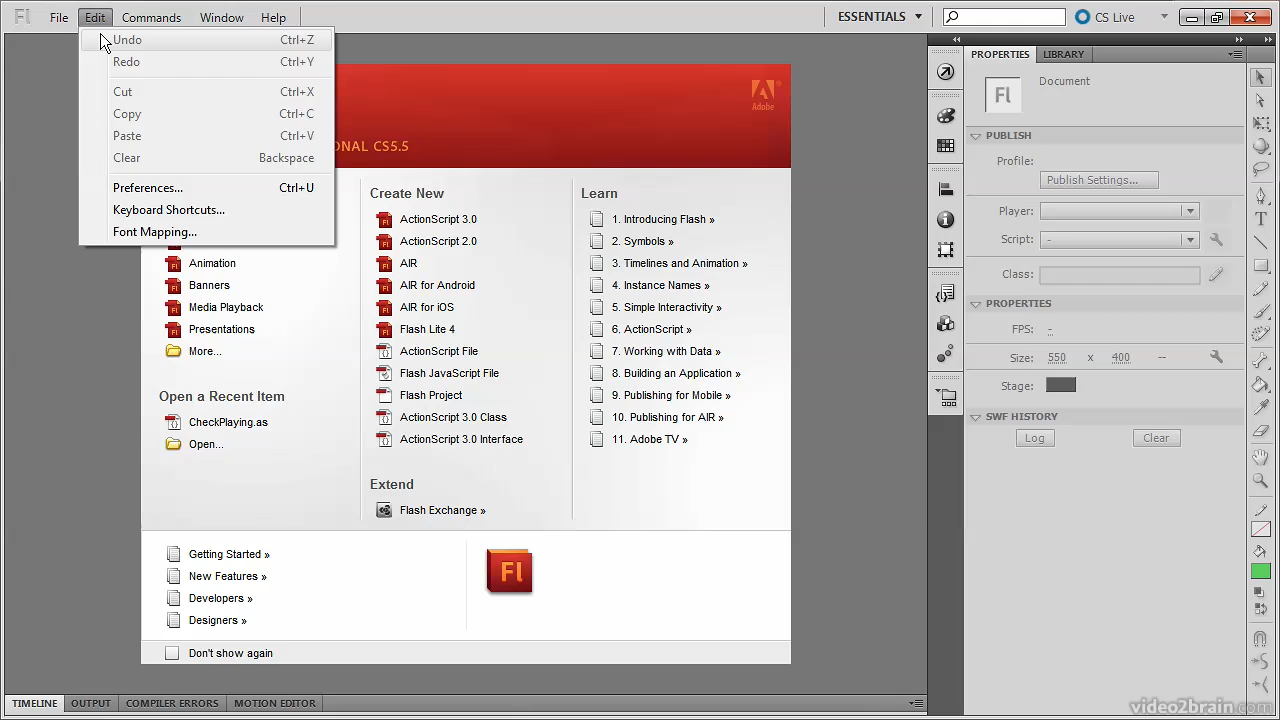 Fl File Edit Commands Window Help ESSENTIALS CS Live
Undo Ctrl+Z
Redo Ctrl+Y
Cut Ctrl+X
Copy Ctrl+C
Paste Ctrl+V
Clear Backspace
Preferences... Ctrl+U
Keyboard Shortcuts...
Font Mapping...
Adobe
ONAL CS5.5
Animation
Banners
Media Playback
Presentations
More...
Open a Recent Item
CheckPlaying.as
Open...
Create New
ActionScript 3.0
ActionScript 2.0
AIR
AIR for Android
AIR for iOS
Flash Lite 4
ActionScript File
Flash JavaScript File
Flash Project
ActionScript 3.0 Class
ActionScript 3.0 Interface
Extend
Flash Exchange »
Learn
1. Introducing Flash »
2. Symbols »
3. Timelines and Animation »
4. Instance Names »
5. Simple Interactivity »
6. ActionScript »
7. Working with Data »
8. Building an Application »
9. Publishing for Mobile »
10. Publishing for AIR »
11. Adobe TV »
Getting Started »
New Features »
Developers »
Designers »
Fl
Don't show again
PROPERTIES LIBRARY
Fl Document
PUBLISH
Profile:
Publish Settings...
Player:
Script: -
Class:
PROPERTIES
FPS: -
Size: 550 x 400 --
Stage:
SWF HISTORY
Log Clear
TIMELINE OUTPUT COMPILER ERRORS MOTION EDITOR
video2brain.com